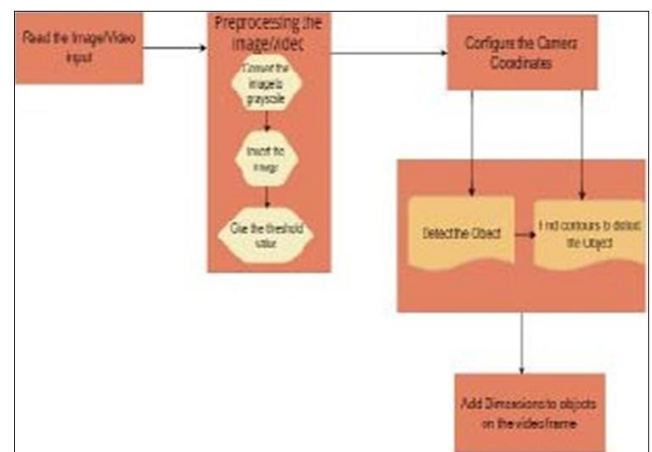 Read the Image/Video
input
Preprocessing the
image/video
Convert the
image to
grayscale
Invert the
image
Give the threshold
value
Configure the Camera
Coordinates
Detect the Object
Find contours to detect
the Object
Add Dimensions to objects
on the video frame